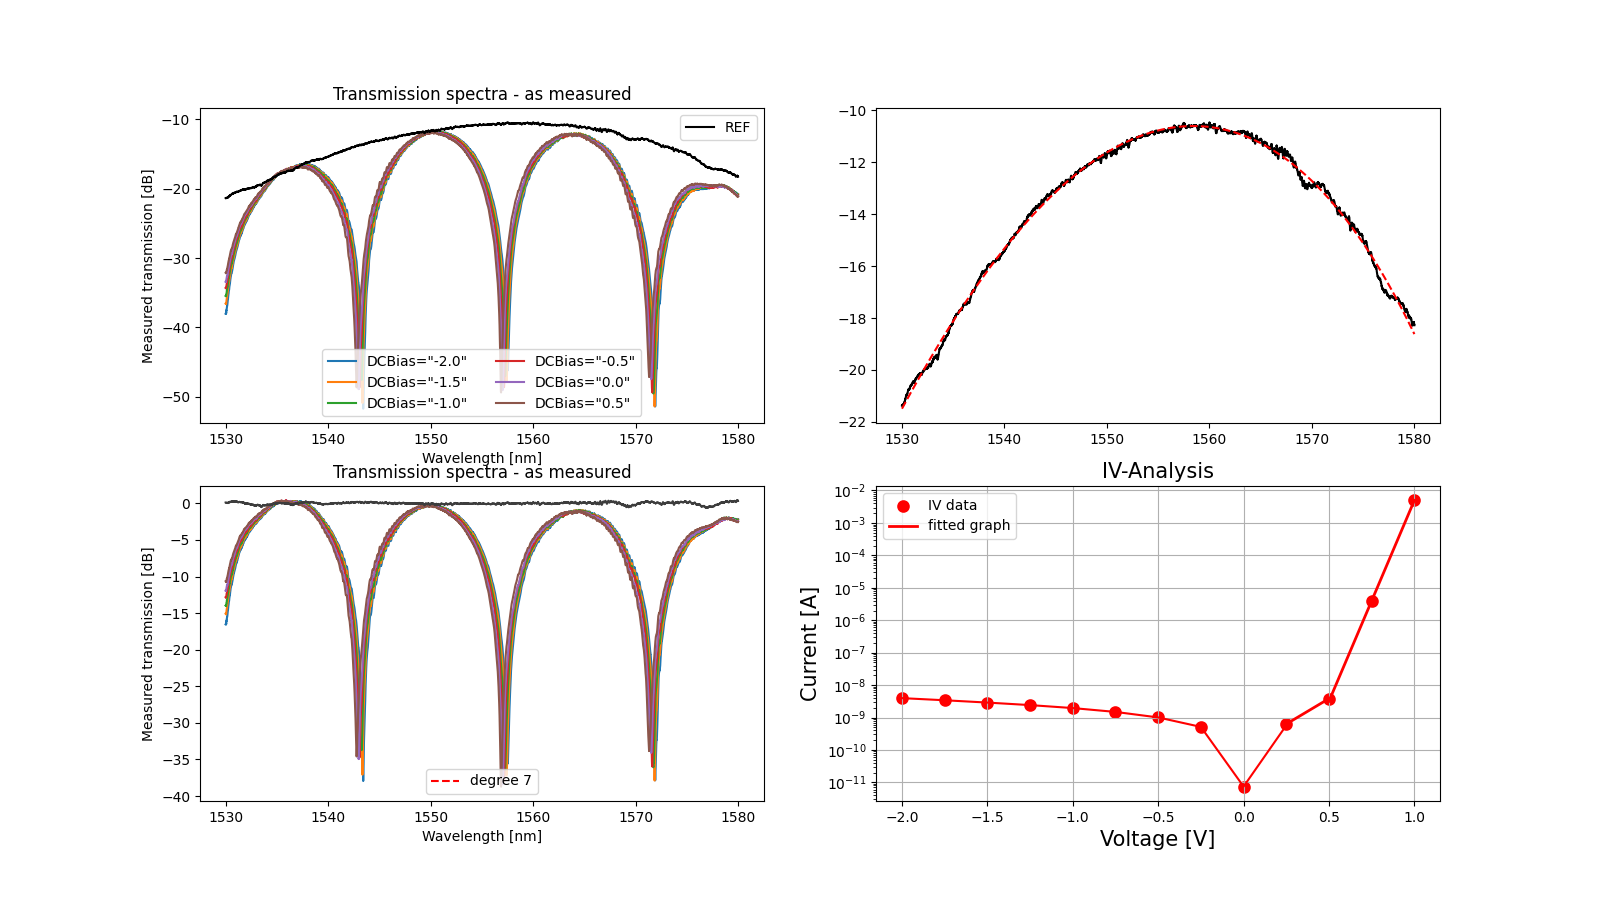 Transmission spectra - as measured
Measured transmission [dB]
−10
−20
−30
−40
−50
REF
DCBias="-2.0"
DCBias="-1.5"
DCBias="-1.0"
DCBias="-0.5"
DCBias="0.0"
DCBias="0.5"
1530 1540 1550 1560 1570 1580
Wavelength [nm]
−10
−12
−14
−16
−18
−20
−22
1530 1540 1550 1560 1570 1580
Transmission spectra - as measured
Measured transmission [dB]
0
−5
−10
−15
−20
−25
−30
−35
−40
degree 7
1530 1540 1550 1560 1570 1580
Wavelength [nm]
IV-Analysis
Current [A]
10⁻²
10⁻³
10⁻⁴
10⁻⁵
10⁻⁶
10⁻⁷
10⁻⁸
10⁻⁹
10⁻¹⁰
10⁻¹¹
IV data
fitted graph
−2.0 −1.5 −1.0 −0.5 0.0 0.5 1.0
Voltage [V]